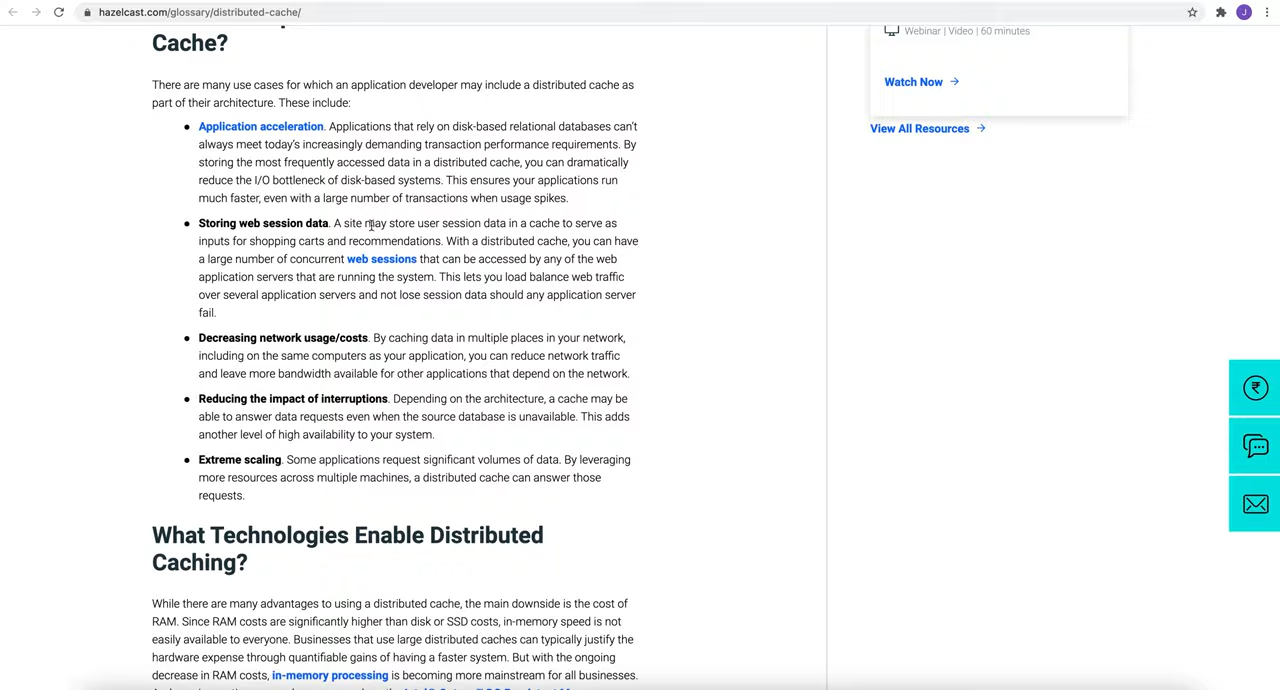 hazelcast.com/glossary/distributed-cache/
J
Cache?
There are many use cases for which an application developer may include a distributed cache as
part of their architecture. These include:
● Application acceleration. Applications that rely on disk-based relational databases can’t
always meet today’s increasingly demanding transaction performance requirements. By
storing the most frequently accessed data in a distributed cache, you can dramatically
reduce the I/O bottleneck of disk-based systems. This ensures your applications run
much faster, even with a large number of transactions when usage spikes.
● Storing web session data. A site may store user session data in a cache to serve as
inputs for shopping carts and recommendations. With a distributed cache, you can have
a large number of concurrent web sessions that can be accessed by any of the web
application servers that are running the system. This lets you load balance web traffic
over several application servers and not lose session data should any application server
fail.
● Decreasing network usage/costs. By caching data in multiple places in your network,
including on the same computers as your application, you can reduce network traffic
and leave more bandwidth available for other applications that depend on the network.
● Reducing the impact of interruptions. Depending on the architecture, a cache may be
able to answer data requests even when the source database is unavailable. This adds
another level of high availability to your system.
● Extreme scaling. Some applications request significant volumes of data. By leveraging
more resources across multiple machines, a distributed cache can answer those
requests.
What Technologies Enable Distributed
Caching?
While there are many advantages to using a distributed cache, the main downside is the cost of
RAM. Since RAM costs are significantly higher than disk or SSD costs, in-memory speed is not
easily available to everyone. Businesses that use large distributed caches can typically justify the
hardware expense through quantifiable gains of having a faster system. But with the ongoing
decrease in RAM costs, in-memory processing is becoming more mainstream for all businesses.
Webinar | Video | 60 minutes
Watch Now →
View All Resources →
₹